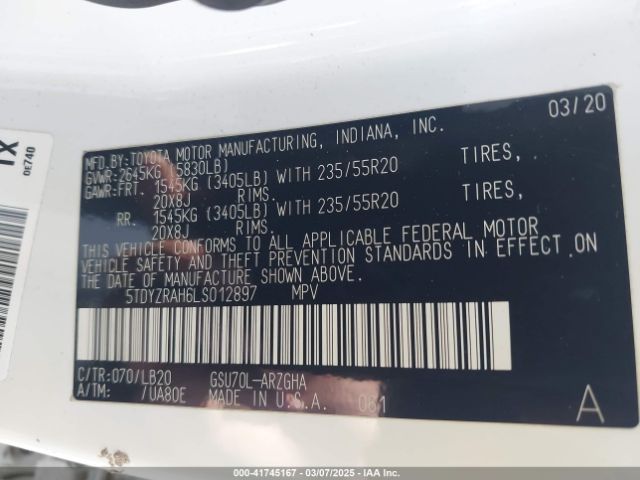 03/20
MFD.BY:TOYOTA MOTOR MANUFACTURING, INDIANA, INC.
GVWR:2645KG (5830LB)
GAWR:FRT. 1545KG (3405LB) WITH 235/55R20 TIRES,
20X8J RIMS.
RR. 1545KG (3405LB) WITH 235/55R20 TIRES,
20X8J RIMS.
THIS VEHICLE CONFORMS TO ALL APPLICABLE FEDERAL MOTOR
VEHICLE SAFETY AND THEFT PREVENTION STANDARDS IN EFFECT ON
THE DATE OF MANUFACTURE SHOWN ABOVE.
5TDYZRAH6LS012897 MPV
C/TR:070/LB20 GSU70L-ARZGHA
A/TM: /UA80E MADE IN U.S.A. 061
A
1X
0E740
000-41745167 | 03/07/2025 - IAA Inc.